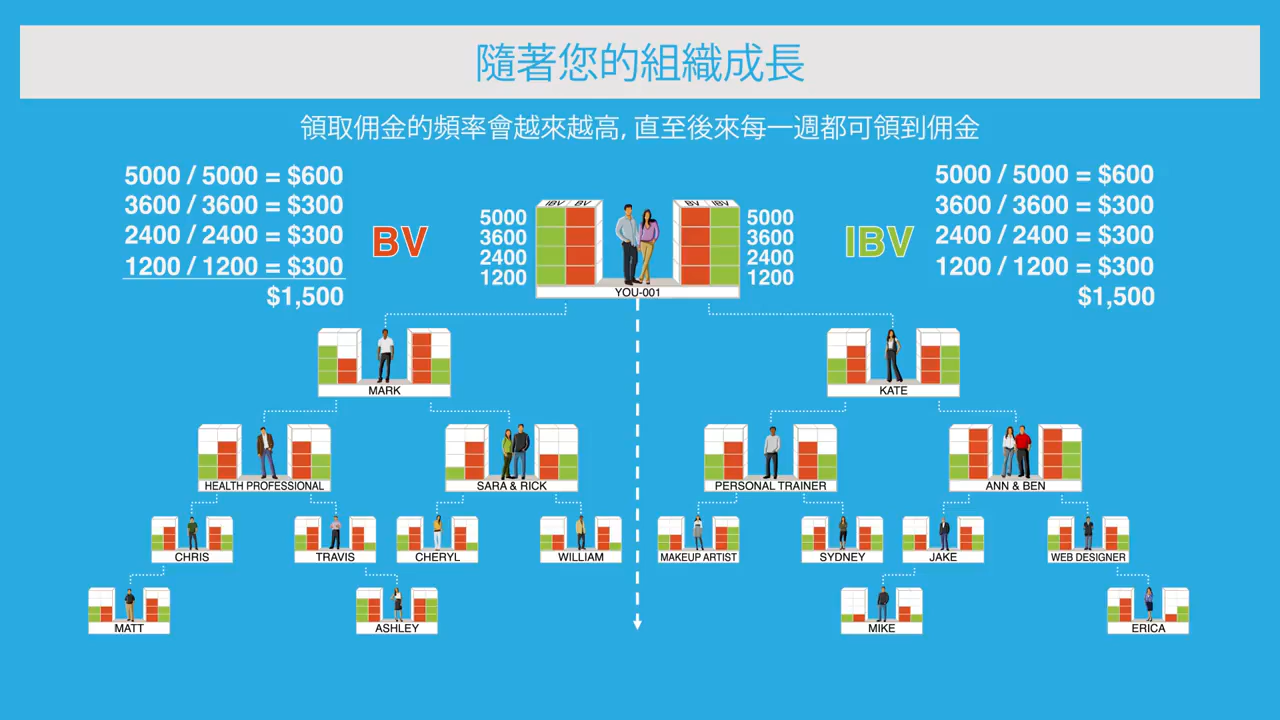 隨著您的組織成長
領取佣金的頻率會越來越高, 直至後來每一週都可領到佣金
5000 / 5000 = $600
3600 / 3600 = $300
2400 / 2400 = $300
1200 / 1200 = $300
$1,500
BV
5000
3600
2400
1200
IBV BV
BV IBV
YOU-001
5000
3600
2400
1200
IBV
5000 / 5000 = $600
3600 / 3600 = $300
2400 / 2400 = $300
1200 / 1200 = $300
$1,500
MARK
KATE
HEALTH PROFESSIONAL
SARA & RICK
PERSONAL TRAINER
ANN & BEN
CHRIS
TRAVIS
CHERYL
WILLIAM
MAKEUP ARTIST
SYDNEY
JAKE
WEB DESIGNER
MATT
ASHLEY
MIKE
ERICA